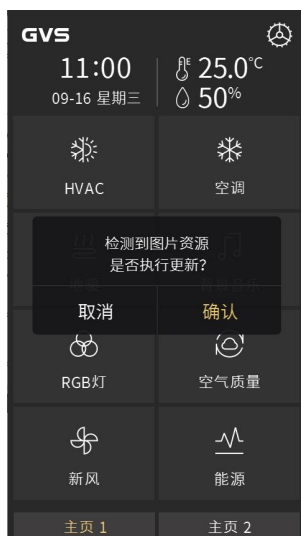 GVS
11:00
09-16 星期三
25.0°C
50%
HVAC
空调
检测到图片资源
是否执行更新?
取消
确认
RGB灯
空气质量
新风
能源
主页 1
主页 2